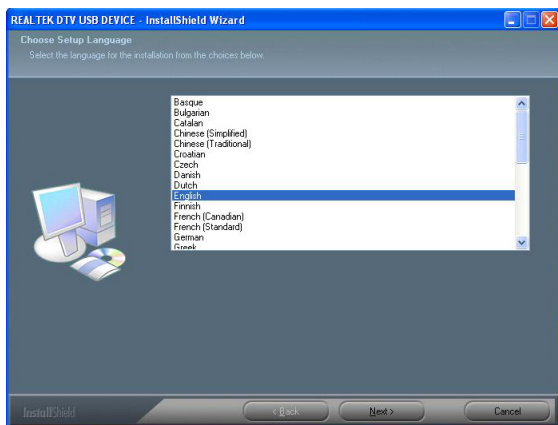 REALTEK DTV USB DEVICE - InstallShield Wizard
Choose Setup Language
Select the language for the installation from the choices below.
Basque
Bulgarian
Catalan
Chinese (Simplified)
Chinese (Traditional)
Croatian
Czech
Danish
Dutch
English
Finnish
French (Canadian)
French (Standard)
German
Greek
InstallShield
< Back
Next >
Cancel